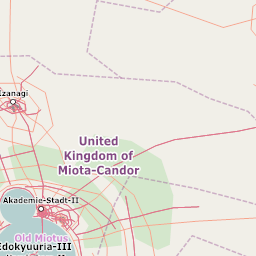 Izanagi
United
Kingdom of
Miota-Candor
Akademie-Stadt-II
Old Miotus
Edokyuuria-III